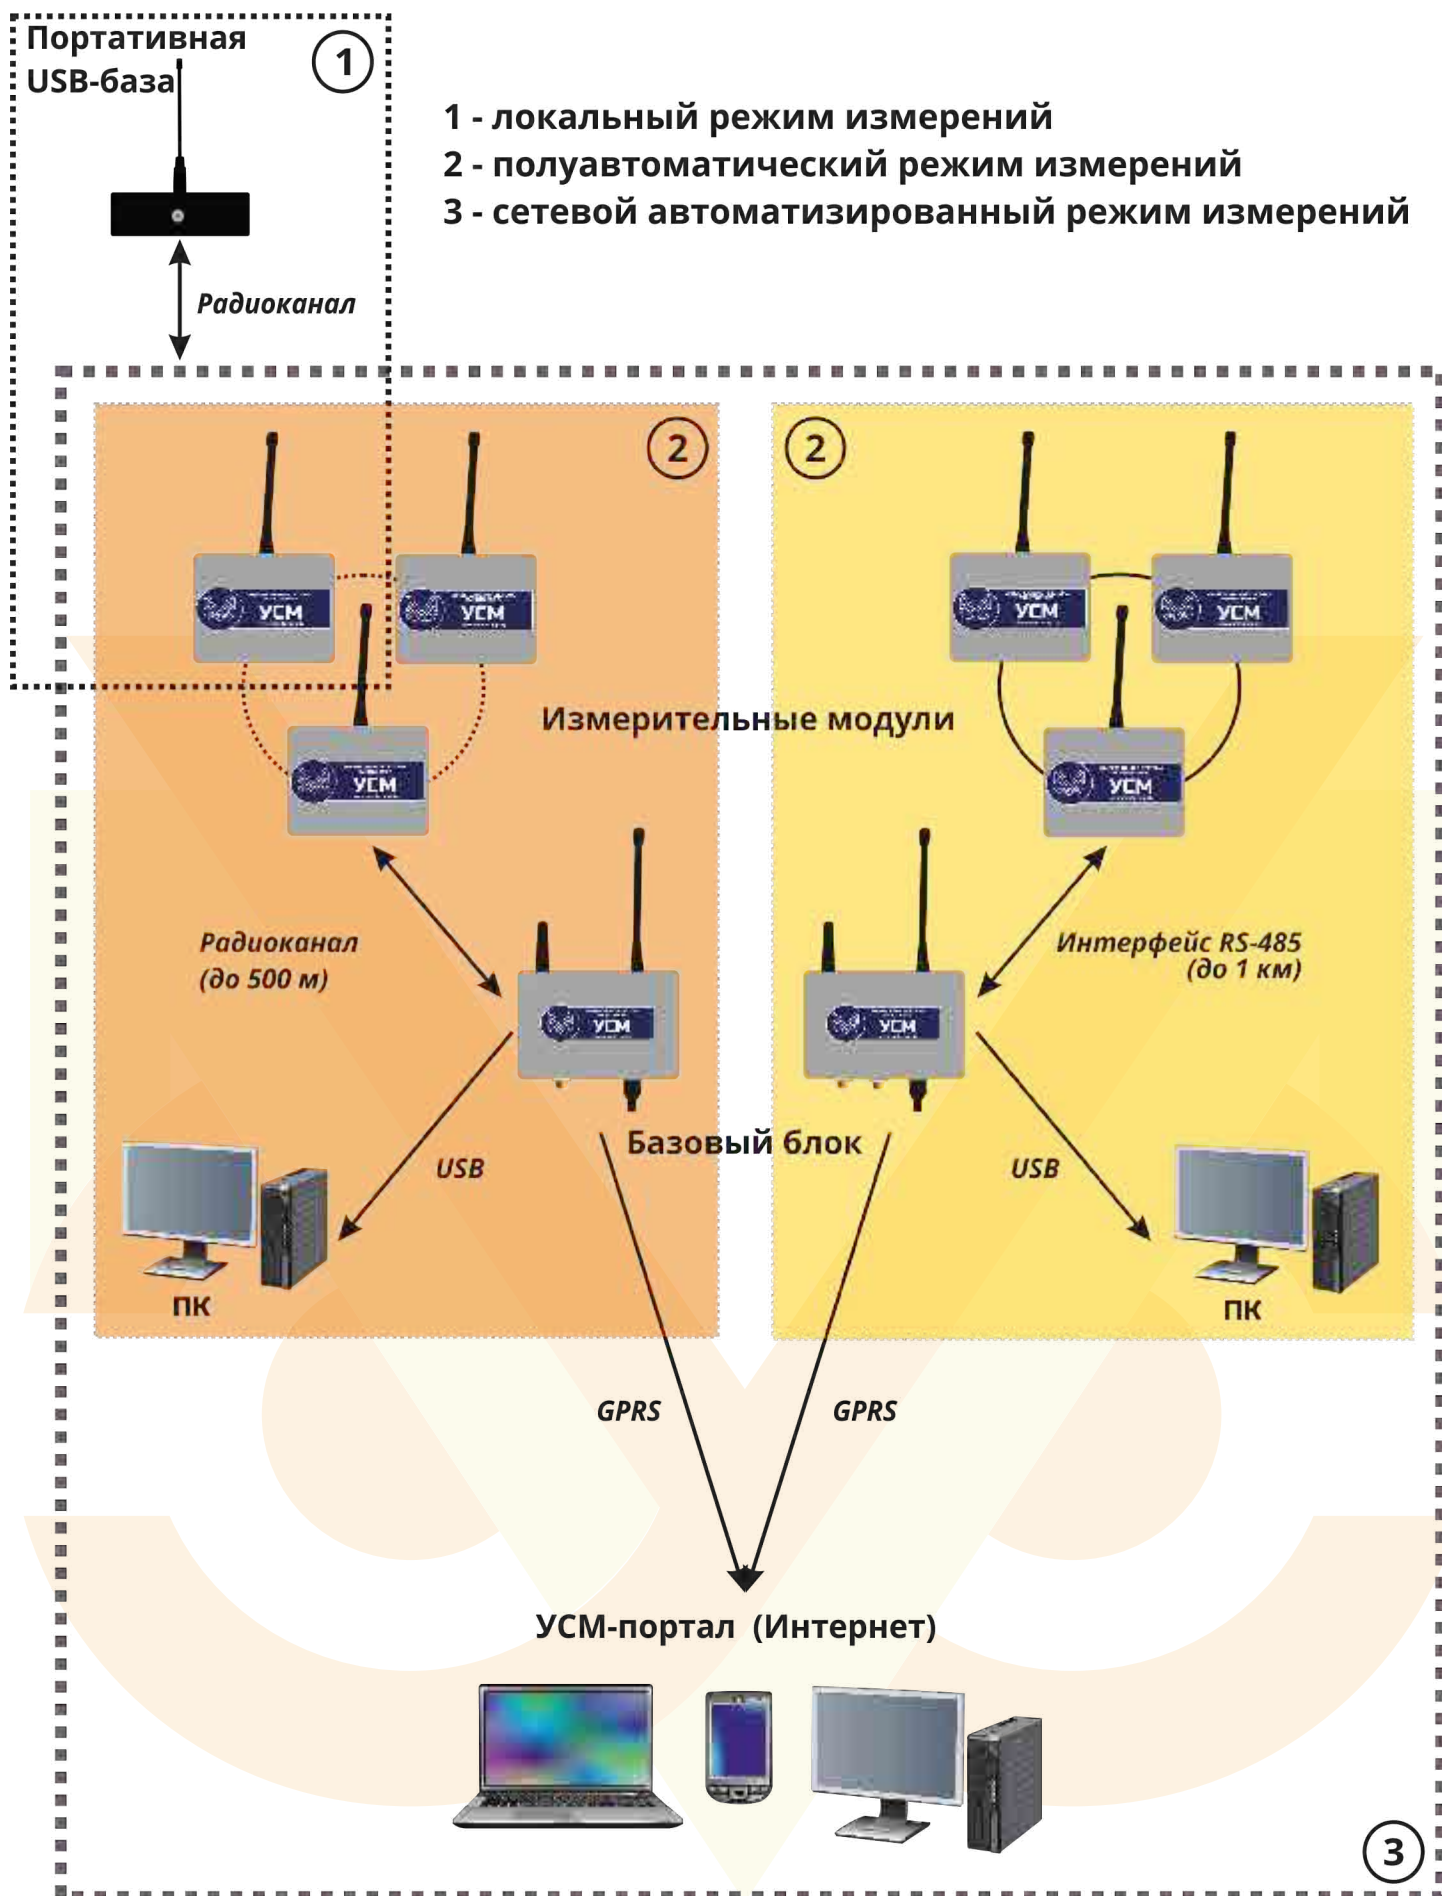 Портативная
USB-база
1
1 - локальный режим измерений
2 - полуавтоматический режим измерений
3 - сетевой автоматизированный режим измерений
Радиоканал
2
2
УСМ
УСМ
УСМ
УСМ
Измерительные модули
УСМ
УСМ
Радиоканал
(до 500 м)
Интерфейс RS-485
(до 1 км)
УСМ
УСМ
Базовый блок
USB
USB
ПК
ПК
GPRS
GPRS
УСМ-портал (Интернет)
3